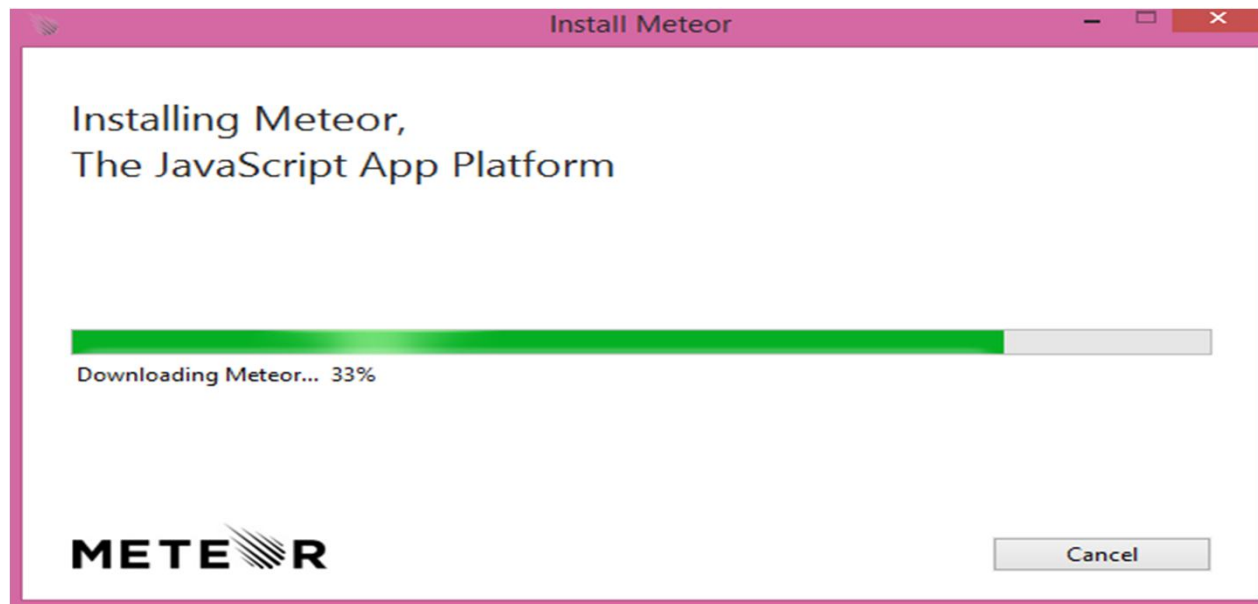 Install Meteor
Installing Meteor,
The JavaScript App Platform
Downloading Meteor... 33%
METEOR
Cancel